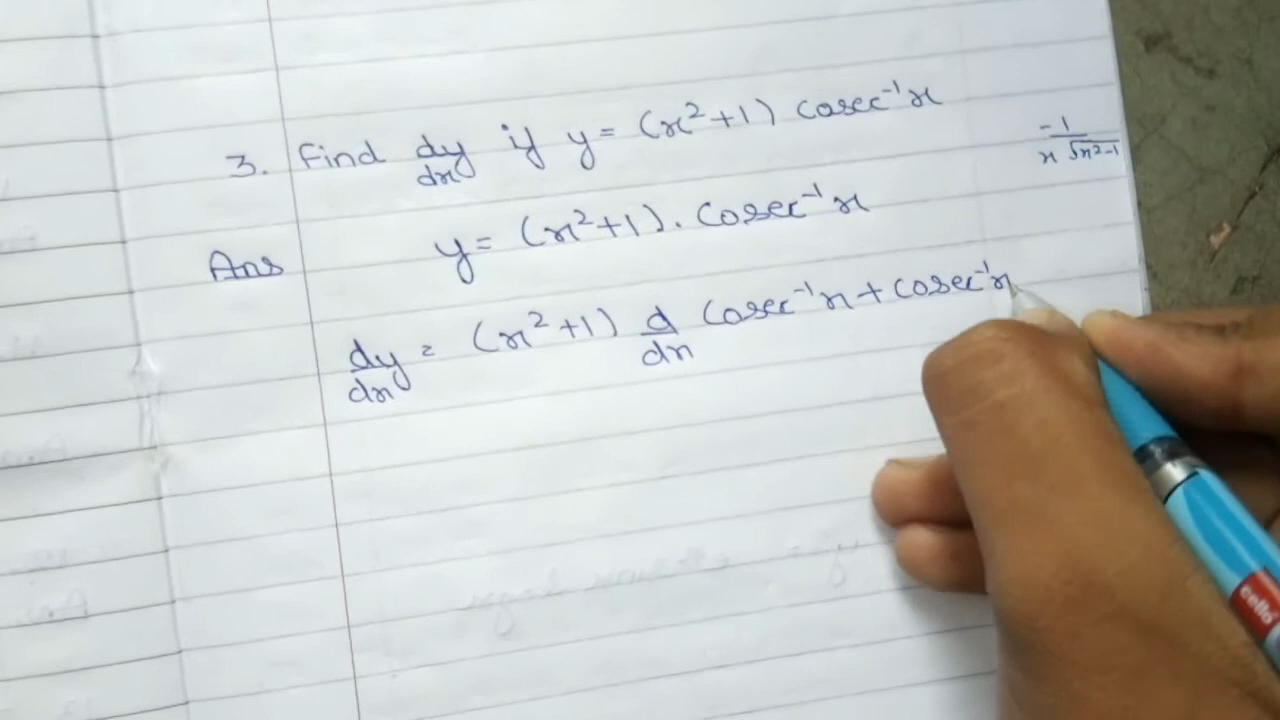 3. Find dy/dx if y = (x²+1) cosec⁻¹x
-1/x√x²-1
Ans y = (x²+1). Cosec⁻¹x
dy/dx = (x²+1) d/dx Cosec⁻¹x + cosec⁻¹x
cello